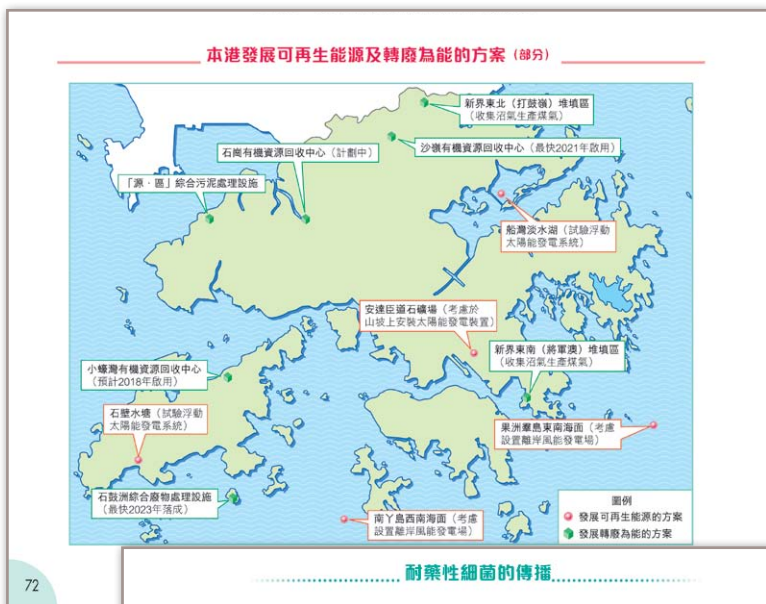 本港發展可再生能源及轉廢為能的方案（部分）
新界東北（打鼓嶺）堆填區
（收集沼氣生產煤氣）
石崗有機資源回收中心（計劃中）
沙嶺有機資源回收中心（最快2021年啟用）
「源．區」綜合污泥處理設施
船灣淡水湖（試驗浮動
太陽能發電系統）
安達臣道石礦場（考慮於
山坡上安裝太陽能發電裝置）
小蠔灣有機資源回收中心
（預計2018年啟用）
新界東南（將軍澳）堆填區
（收集沼氣生產煤氣）
石壁水塘（試驗浮動
太陽能發電系統）
果洲羣島東南海面（考慮
設置離岸風能發電場）
石鼓洲綜合廢物處理設施
（最快2023年落成）
南丫島西南海面（考慮
設置離岸風能發電場）
圖例
發展可再生能源的方案
發展轉廢為能的方案
72
耐藥性細菌的傳播